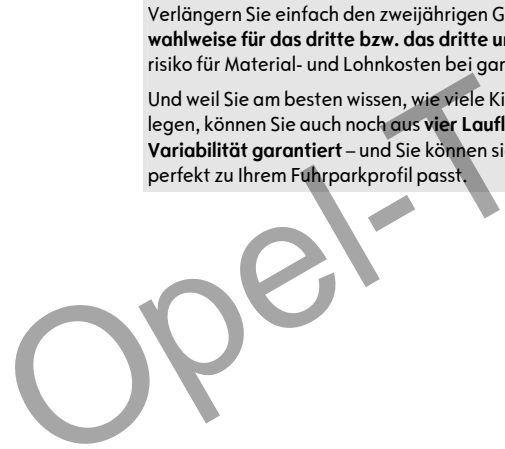 Verlängern Sie einfach den zweijährigen G
wahlweise für das dritte bzw. das dritte u
risiko für Material- und Lohnkosten bei gar
Und weil Sie am besten wissen, wie viele Ki
legen, können Sie auch noch aus vier Laufl
Variabilität garantiert – und Sie können si
perfekt zu Ihrem Fuhrparkprofil passt.
Opel-T